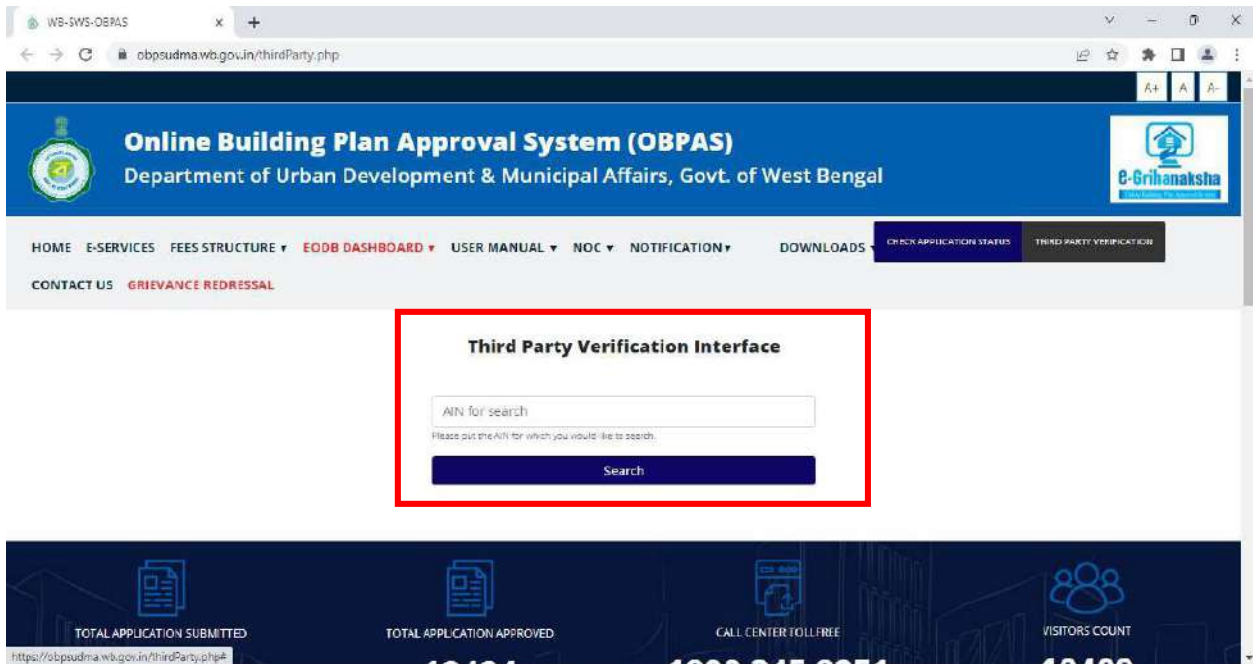 WB-SWS-OBPAS
obpsudma.wb.gov.in/thirdParty.php
A+ A A-
Online Building Plan Approval System (OBPAS)
Department of Urban Development & Municipal Affairs, Govt. of West Bengal
e-Grihanaksha
HOME E-SERVICES FEES STRUCTURE ▾ EODB DASHBOARD ▾ USER MANUAL ▾ NOC ▾ NOTIFICATION ▾ DOWNLOADS ▾ CHECK APPLICATION STATUS THIRD PARTY VERIFICATION
CONTACT US GRIEVANCE REDRESSAL
Third Party Verification Interface
AIN for search
Please put the AIN for which you would like to search.
Search
TOTAL APPLICATION SUBMITTED TOTAL APPLICATION APPROVED CALL CENTER TOLLFREE VISITORS COUNT
https://obpsudma.wb.gov.in/thirdParty.php#